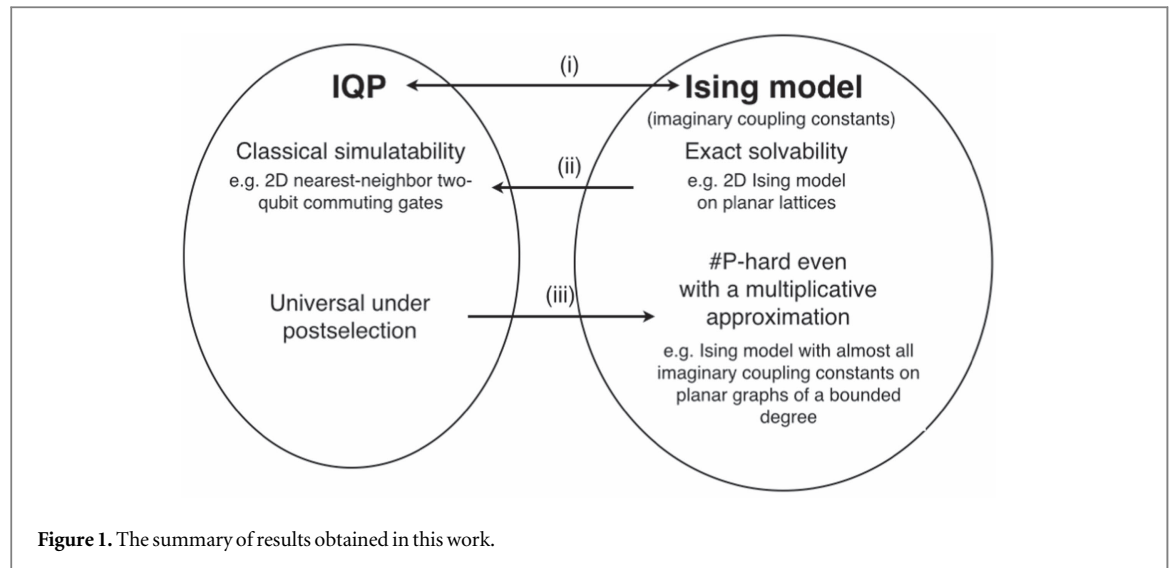 (i)
IQP
Ising model
(imaginary coupling constants)
Classical simulatability
e.g. 2D nearest-neighbor two-
qubit commuting gates
(ii)
Exact solvability
e.g. 2D Ising model
on planar lattices
Universal under
postselection
(iii)
#P-hard even
with a multiplicative
approximation
e.g. Ising model with almost all
imaginary coupling constants on
planar graphs of a bounded
degree
Figure 1. The summary of results obtained in this work.